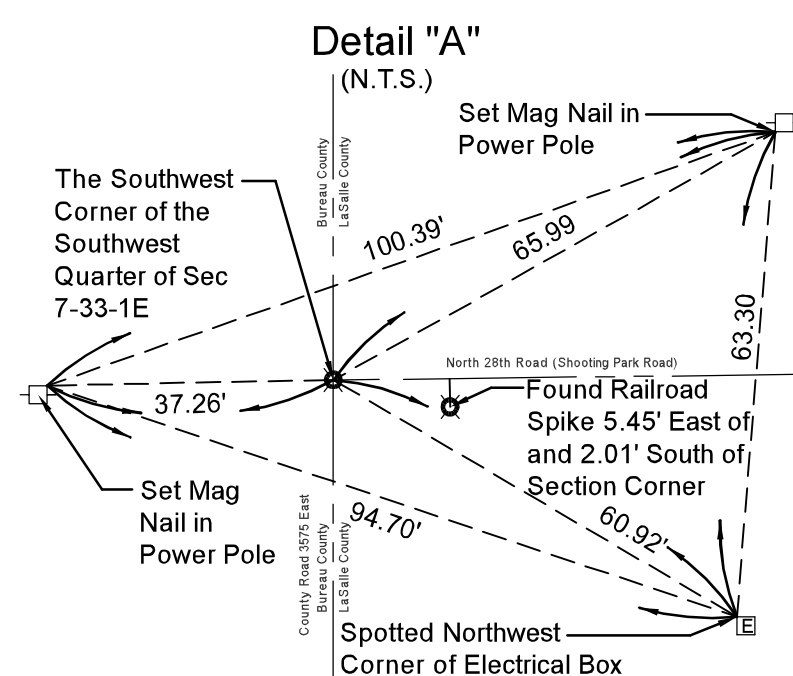 Detail "A"
(N.T.S.)
Set Mag Nail in
Power Pole
Bureau County
LaSalle County
The Southwest
Corner of the
Southwest
Quarter of Sec
7-33-1E
100.39'
65.99
63.30
North 28th Road (Shooting Park Road)
37.26'
Found Railroad
Spike 5.45' East of
and 2.01' South of
Section Corner
Set Mag
Nail in
Power Pole
94.70'
60.92'
County Road 3575 East
Bureau County
LaSalle County
E
Spotted Northwest
Corner of Electrical Box